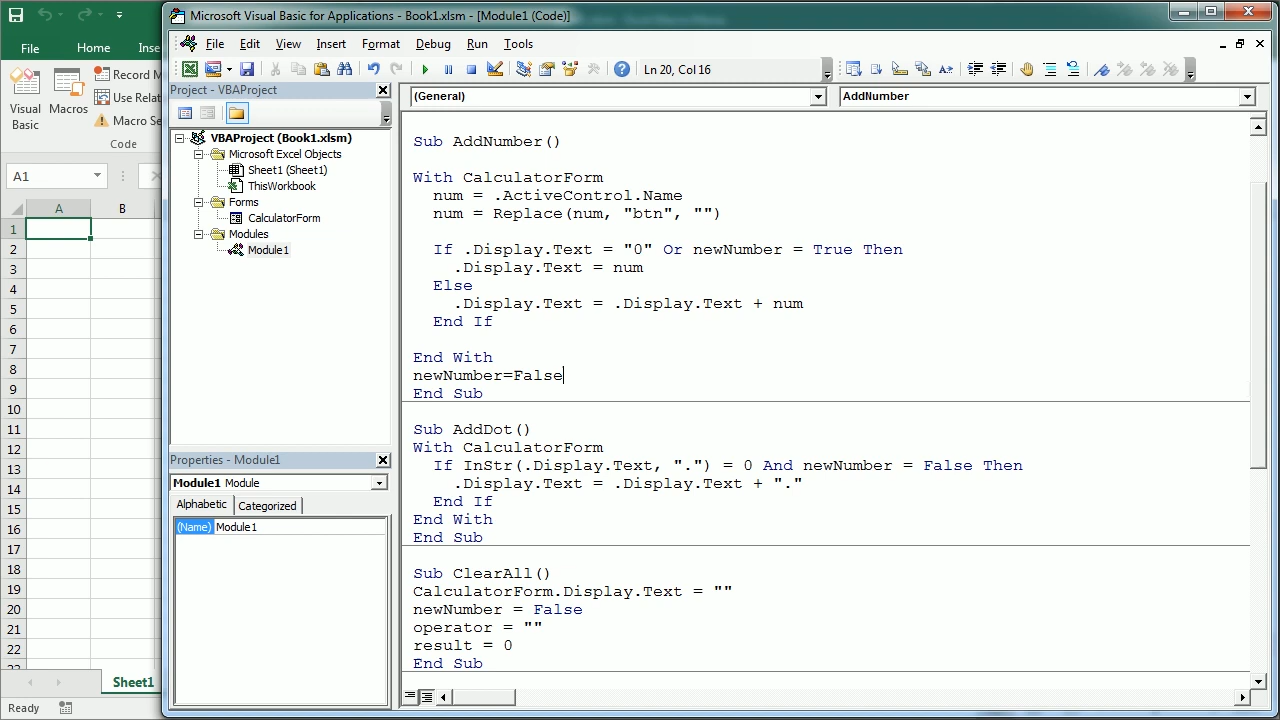 Microsoft Visual Basic for Applications - Book1.xlsm - [Module1 (Code)]
File Home Inse
File Edit View Insert Format Debug Run Tools
Ln 20, Col 16
Visual Basic
Macros
Record M
Use Relat
Macro Se
Code
A1
A B
1
2
3
4
5
6
7
8
9
10
11
12
13
14
15
16
17
18
19
20
21
22
23
Sheet1
Ready
Project - VBAProject
VBAProject (Book1.xlsm)
Microsoft Excel Objects
Sheet1 (Sheet1)
ThisWorkbook
Forms
CalculatorForm
Modules
Module1
Properties - Module1
Module1 Module
Alphabetic Categorized
(Name) Module1
(General) AddNumber
Sub AddNumber()
With CalculatorForm
num = .ActiveControl.Name
num = Replace(num, "btn", "")
If .Display.Text = "0" Or newNumber = True Then
.Display.Text = num
Else
.Display.Text = .Display.Text + num
End If
End With
newNumber=False
End Sub
Sub AddDot()
With CalculatorForm
If InStr(.Display.Text, ".") = 0 And newNumber = False Then
.Display.Text = .Display.Text + "."
End If
End With
End Sub
Sub ClearAll()
CalculatorForm.Display.Text = ""
newNumber = False
operator = ""
result = 0
End Sub